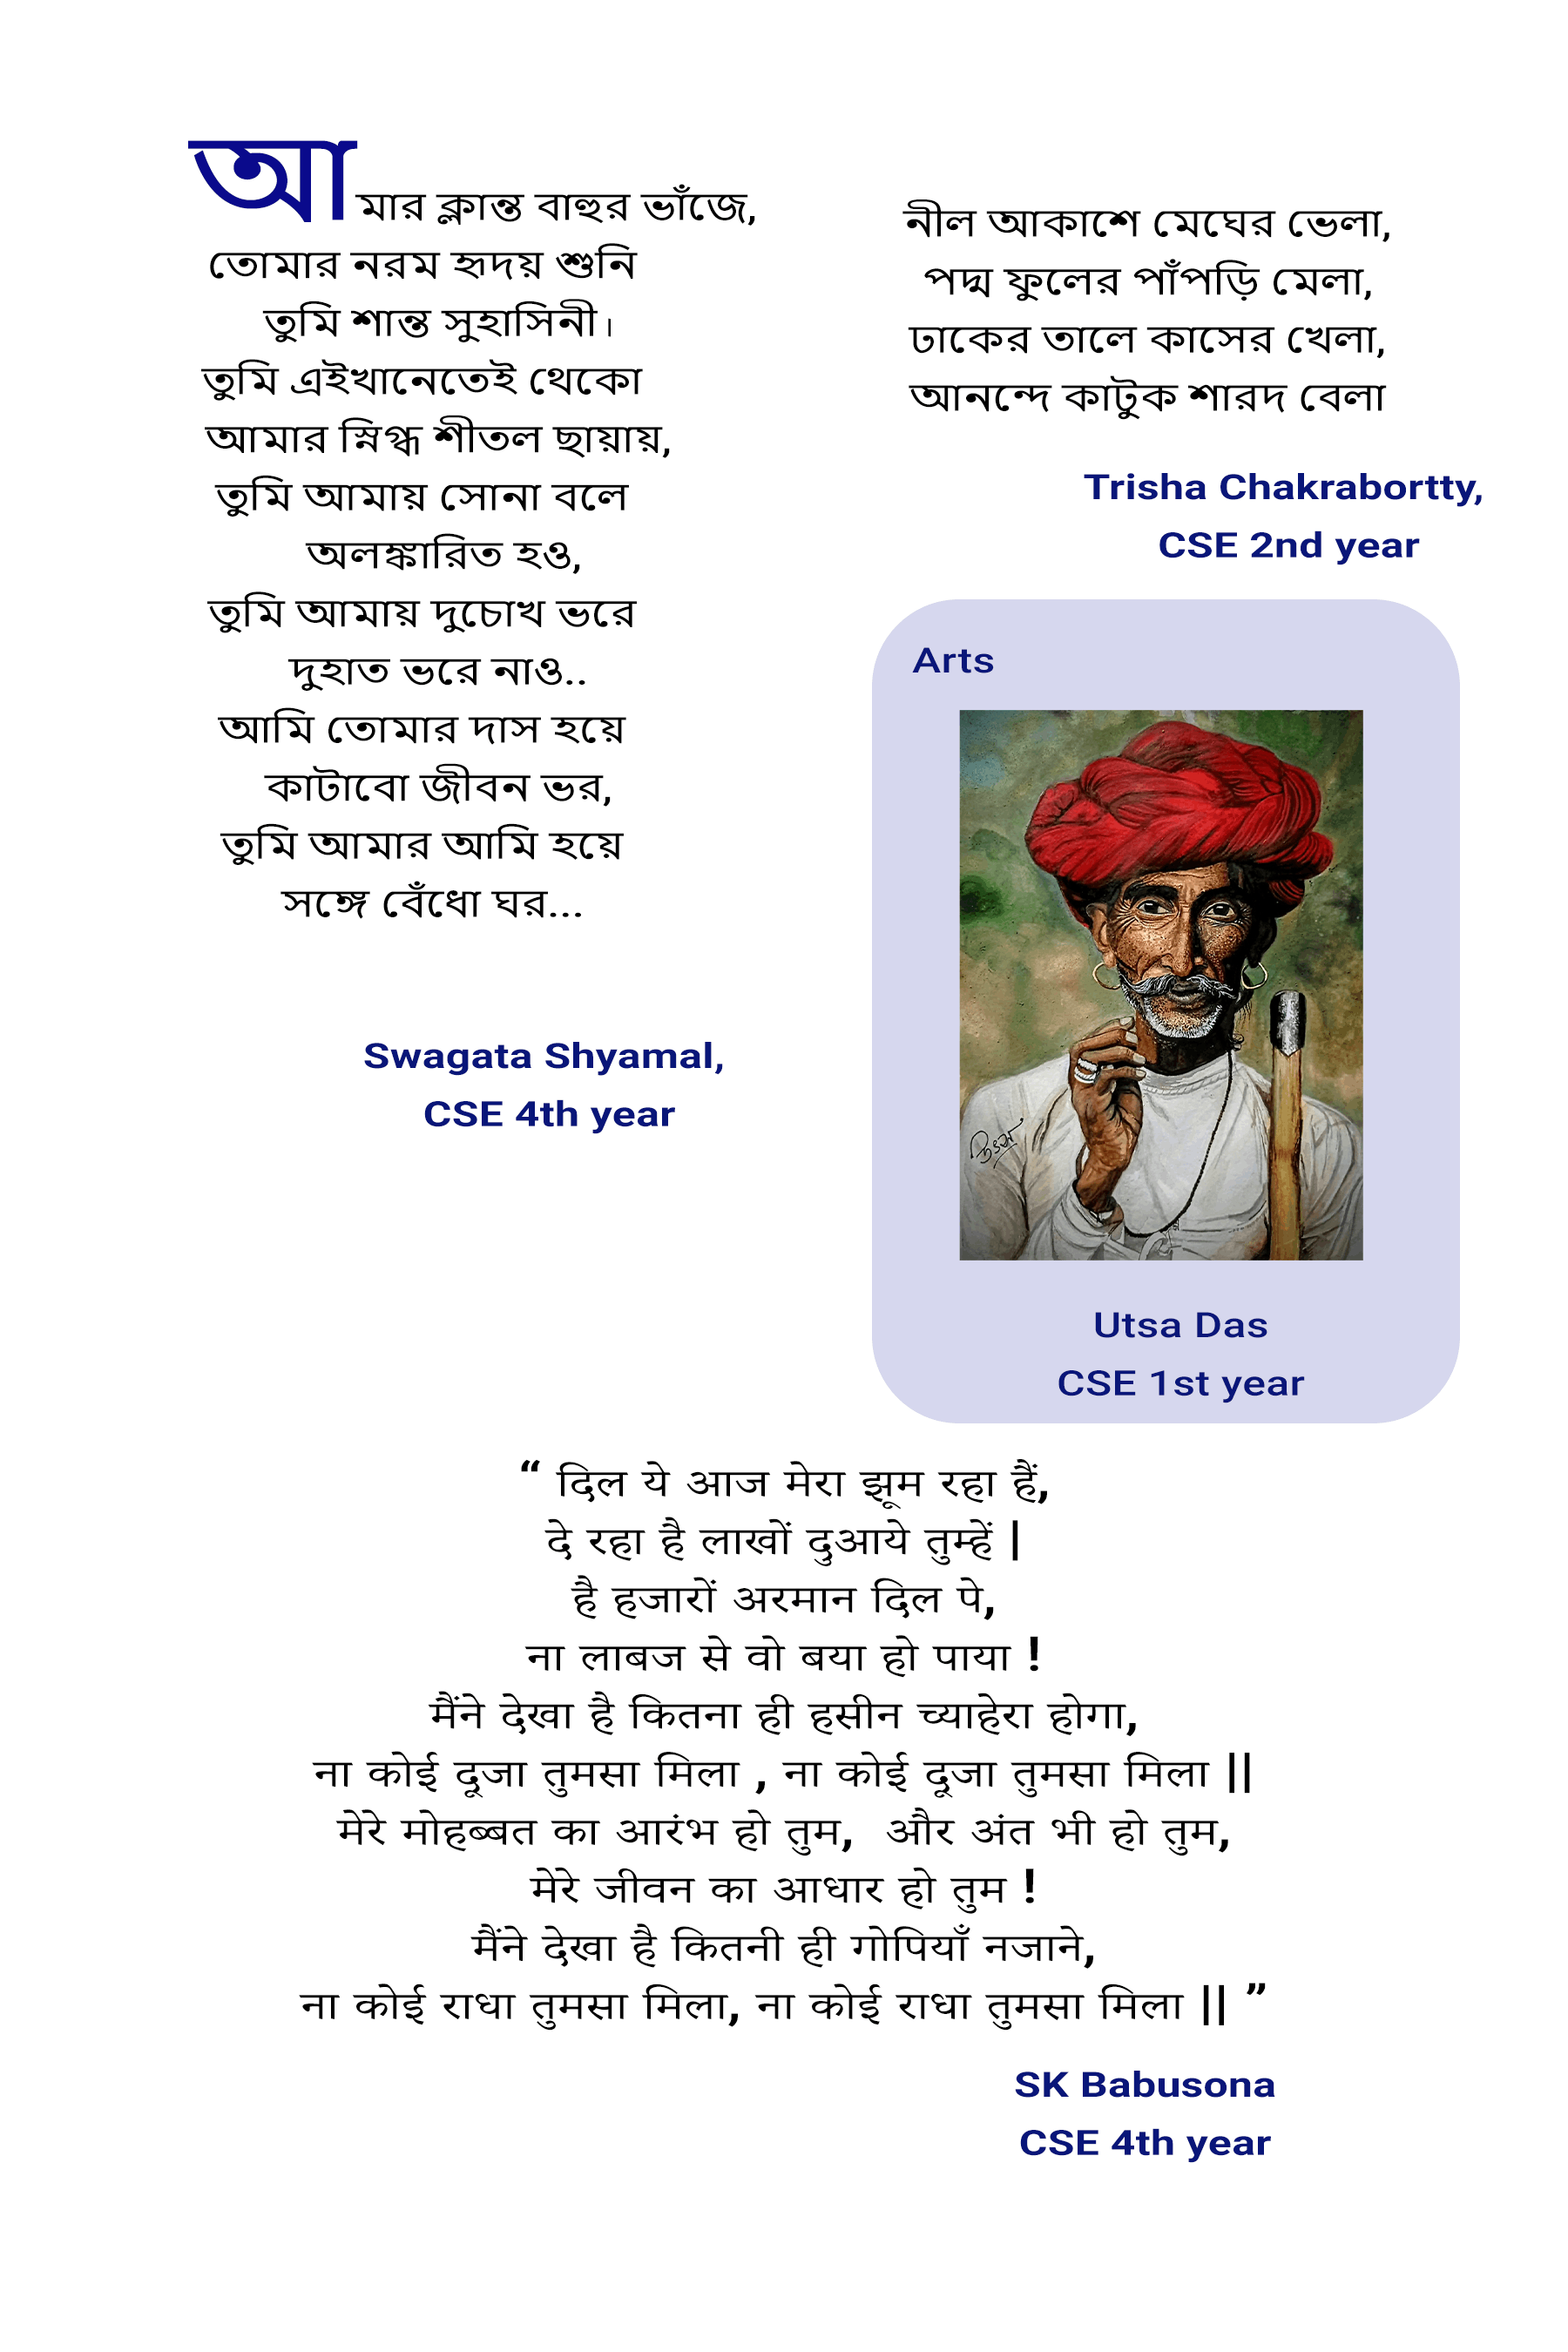 আমার ক্লান্ত বাহুর ভাঁজে,
তোমার নরম হৃদয় শুনি
তুমি শান্ত সুহাসিনী।
তুমি এইখানেতেই থেকো
আমার স্নিগ্ধ শীতল ছায়ায়,
তুমি আমায় সোনা বলে
অলঙ্কারিত হও,
তুমি আমায় দুচোখ ভরে
দুহাত ভরে নাও..
আমি তোমার দাস হয়ে
কাটাবো জীবন ভর,
তুমি আমার আমি হয়ে
সঙ্গে বেঁধো ঘর...
Swagata Shyamal,
CSE 4th year
নীল আকাশে মেঘের ভেলা,
পদ্ম ফুলের পাঁপড়ি মেলা,
ঢাকের তালে কাসের খেলা,
আনন্দে কাটুক শারদ বেলা
Trisha Chakrabortty,
CSE 2nd year
Arts
Utsa Das
CSE 1st year
“ दिल ये आज मेरा झूम रहा हैं,
दे रहा है लाखों दुआये तुम्हें |
है हजारों अरमान दिल पे,
ना लाबज से वो बया हो पाया !
मैंने देखा है कितना ही हसीन च्याहेरा होगा,
ना कोई दूजा तुमसा मिला , ना कोई दूजा तुमसा मिला ||
मेरे मोहब्बत का आरंभ हो तुम, और अंत भी हो तुम,
मेरे जीवन का आधार हो तुम !
मैंने देखा है कितनी ही गोपियाँ नजाने,
ना कोई राधा तुमसा मिला, ना कोई राधा तुमसा मिला || ”
SK Babusona
CSE 4th year